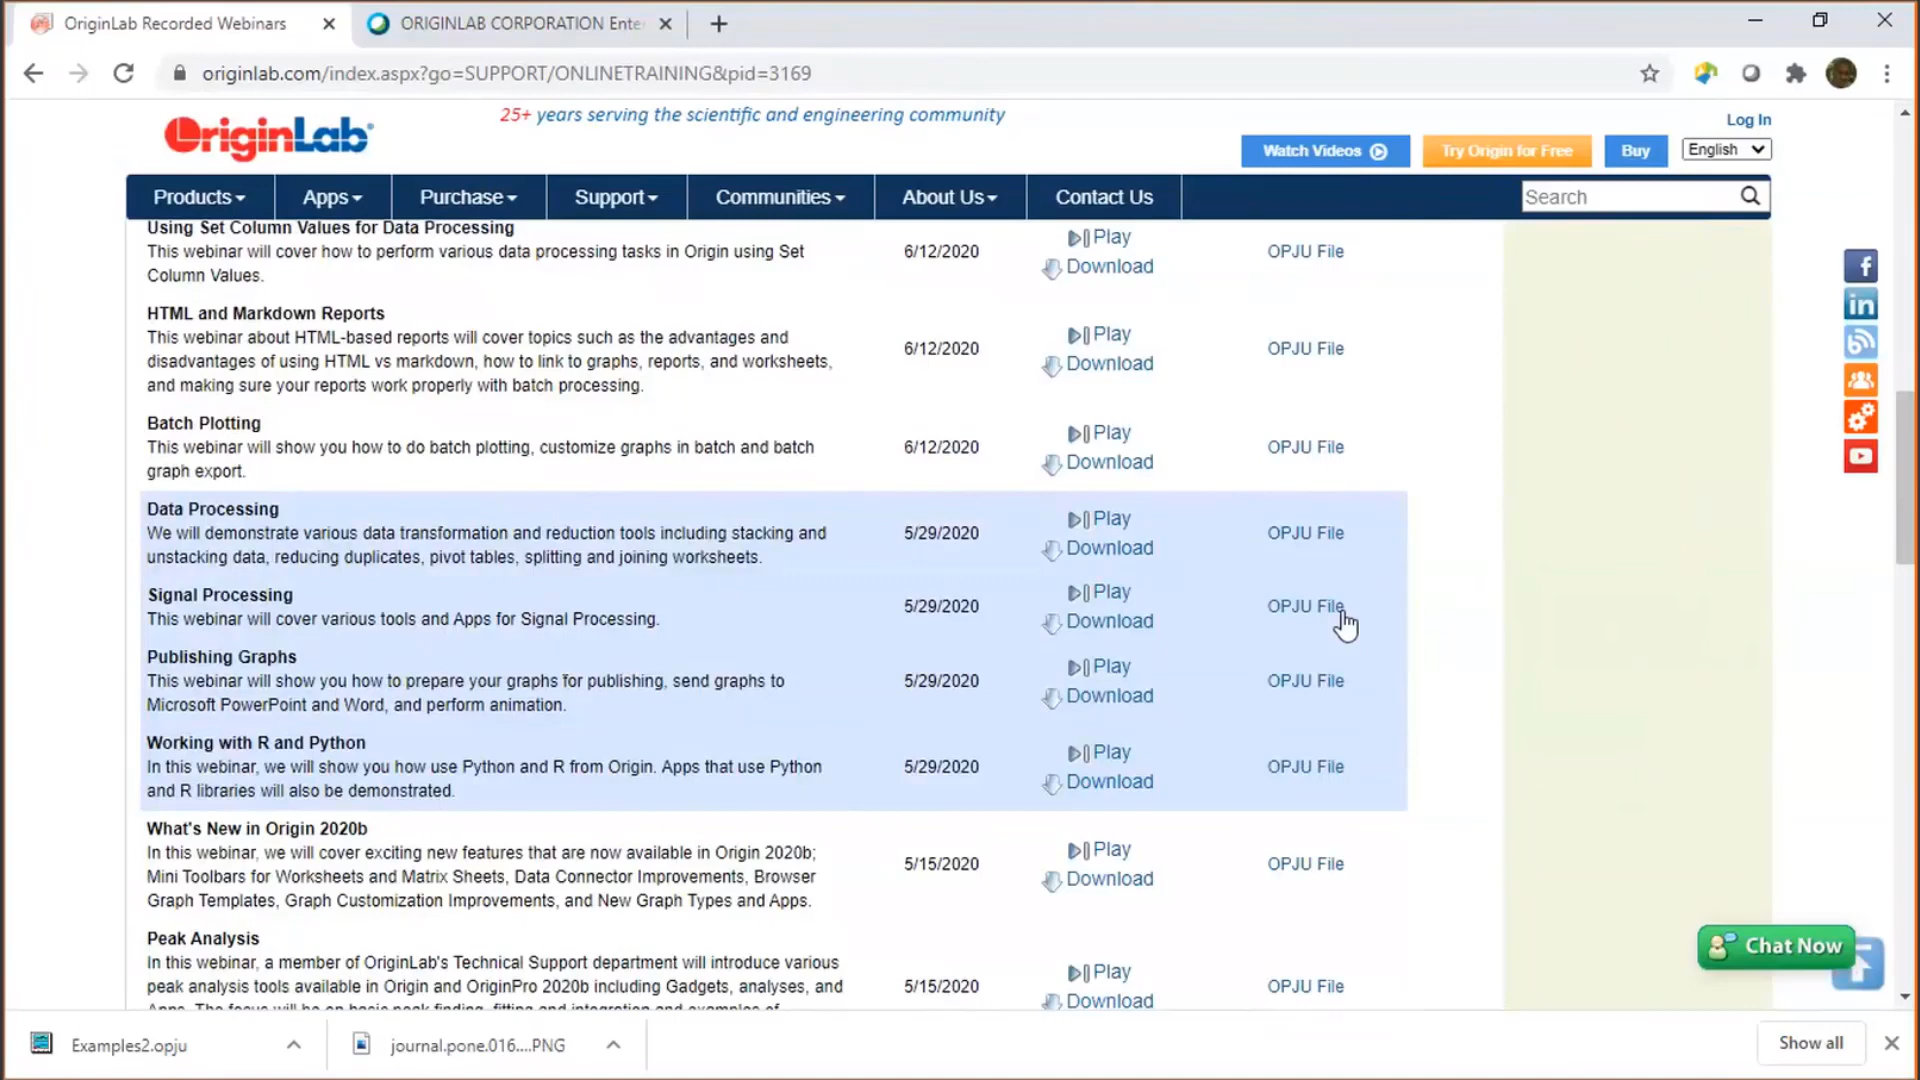 OriginLab Recorded Webinars
ORIGINLAB CORPORATION Ente
originlab.com/index.aspx?go=SUPPORT/ONLINETRAINING&pid=3169
OriginLab
25+ years serving the scientific and engineering community
Log In
Watch Videos
Try Origin for Free
Buy
English
Products
Apps
Purchase
Support
Communities
About Us
Contact Us
Search
Using Set Column Values for Data Processing
This webinar will cover how to perform various data processing tasks in Origin using Set
Column Values.
6/12/2020
Play
Download
OPJU File
HTML and Markdown Reports
This webinar about HTML-based reports will cover topics such as the advantages and
disadvantages of using HTML vs markdown, how to link to graphs, reports, and worksheets,
and making sure your reports work properly with batch processing.
6/12/2020
Play
Download
OPJU File
Batch Plotting
This webinar will show you how to do batch plotting, customize graphs in batch and batch
graph export.
6/12/2020
Play
Download
OPJU File
Data Processing
We will demonstrate various data transformation and reduction tools including stacking and
unstacking data, reducing duplicates, pivot tables, splitting and joining worksheets.
5/29/2020
Play
Download
OPJU File
Signal Processing
This webinar will cover various tools and Apps for Signal Processing.
5/29/2020
Play
Download
OPJU File
Publishing Graphs
This webinar will show you how to prepare your graphs for publishing, send graphs to
Microsoft PowerPoint and Word, and perform animation.
5/29/2020
Play
Download
OPJU File
Working with R and Python
In this webinar, we will show you how use Python and R from Origin. Apps that use Python
and R libraries will also be demonstrated.
5/29/2020
Play
Download
OPJU File
What's New in Origin 2020b
In this webinar, we will cover exciting new features that are now available in Origin 2020b;
Mini Toolbars for Worksheets and Matrix Sheets, Data Connector Improvements, Browser
Graph Templates, Graph Customization Improvements, and New Graph Types and Apps.
5/15/2020
Play
Download
OPJU File
Peak Analysis
In this webinar, a member of OriginLab's Technical Support department will introduce various
peak analysis tools available in Origin and OriginPro 2020b including Gadgets, analyses, and
Apps. The focus will be on basic peak finding, fitting and integration and examples of
5/15/2020
Play
Download
OPJU File
Chat Now
Examples2.opju
journal.pone.016....PNG
Show all